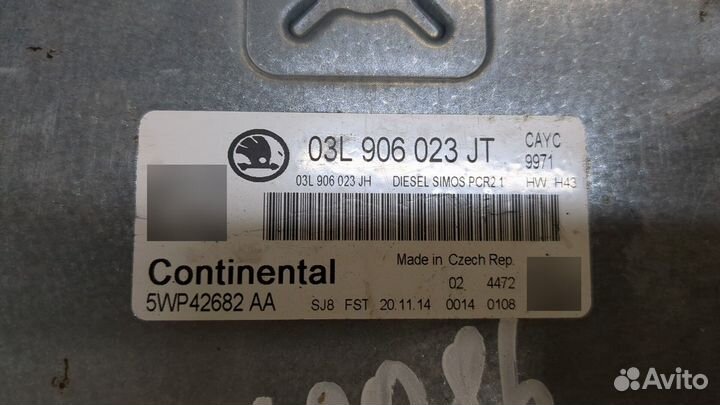 03L 906 023 JT CAYC
9971
03L 906 023 JH DIESEL SIMOS PCR2 1 HW H43
Continental Made in Czech Rep.
02 4472
5WP42682 AA SJ8 FST 20.11.14 0014 0108
Avito